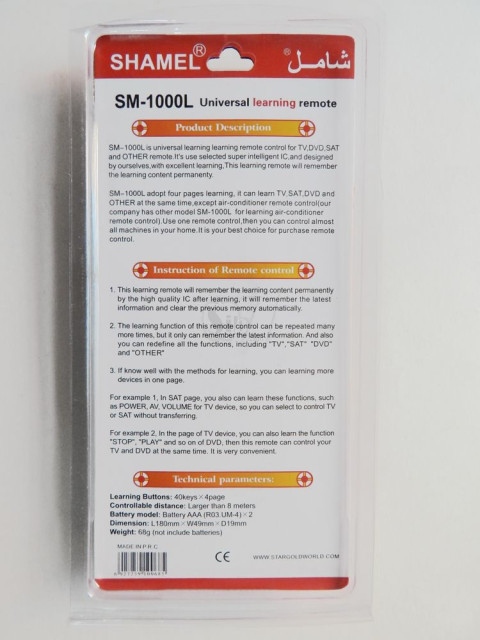 SHAMEL® شامل®
SM-1000L Universal learning remote
Product Description
SM-1000L is universal learning learning remote control for TV,DVD,SAT
and OTHER remote.It's use selected super intelligent IC,and designed
by ourselves,with excellent learning,This learning remote will remember
the learning content permanenty.
SM-1000L adopt four pages learning, it can learn TV,SAT,DVD and
OTHER at the same time,except air-conditioner remote control(our
company has other model SM-1000L for learning air-conditioner
remote control).Use one remote control,then you can control almost
all machines in your home.It is your best choice for purchase remote
control.
Instruction of Remote control
1. This learning remote will remember the learning content permanently
by the high quality IC after learning, it will remember the latest
information and clear the previous memory automatically.
2. The learning function of this remote control can be repeated many
more times, but it only can remember the latest information. And also
you can redefine all the functions, including "TV","SAT" "DVD"
and "OTHER"
3. If know well with the methods for learning, you can learning more
devices in one page.
For example 1, In SAT page, you also can learn these functions, such
as POWER, AV, VOLUME for TV device, so you can select to control TV
or SAT without transferring.
For example 2, In the page of TV device, you can also learn the function
"STOP", "PLAY" and so on of DVD, then this remote can control your
TV and DVD at the same time. It is very convenient.
Technical parameters:
Learning Buttons: 40keys×4page
Controllable distance: Larger than 8 meters
Battery model: Battery AAA (R03.UM-4)×2
Dimension: L180mm×W49mm×D19mm
Weight: 68g (not include batteries)
MADE IN P.R.C.
CE
WWW.STARGOLDWORLD.COM